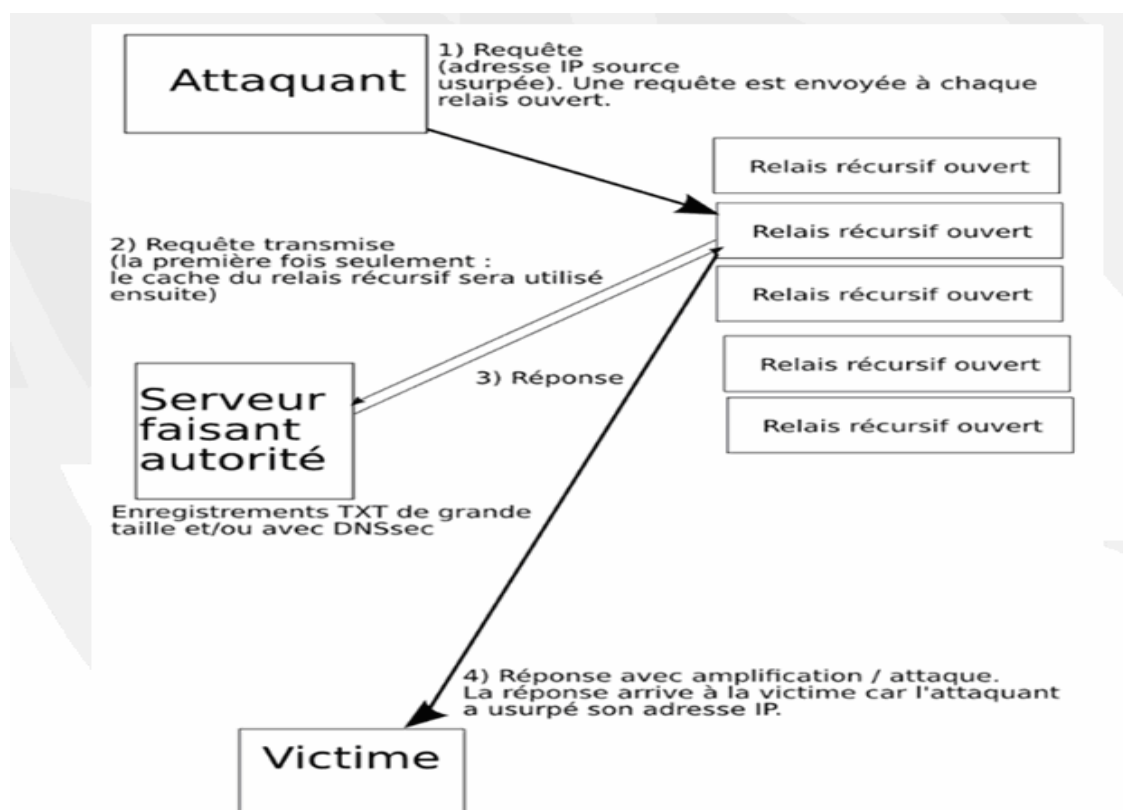 Attaquant
1) Requête
(adresse IP source
usurpée). Une requête est envoyée à chaque
relais ouvert.
Relais récursif ouvert
Relais récursif ouvert
Relais récursif ouvert
Relais récursif ouvert
Relais récursif ouvert
2) Requête transmise
(la première fois seulement :
le cache du relais récursif sera utilisé
ensuite)
3) Réponse
Serveur
faisant
autorité
Enregistrements TXT de grande
taille et/ou avec DNSsec
4) Réponse avec amplification / attaque.
La réponse arrive à la victime car l'attaquant
a usurpé son adresse IP.
Victime